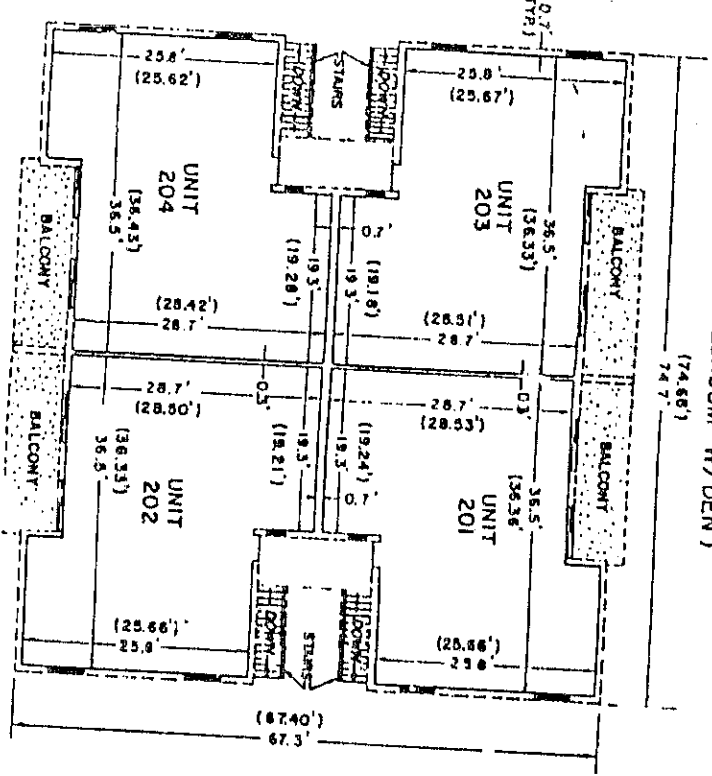 0.7'
(TYP.)
W/DEN)
(74.68')
74.7'
25.8'
(25.62')
STAIRS
DOWN
DOWN
25.8'
(25.67')
UNIT
204
(36.43')
36.5'
UNIT
203
36.5'
(36.33')
BALCONY
BALCONY
0.7'
(19.28')
19.3'
19.3'
(19.18')
(28.42')
28.7'
(28.51')
28.7'
28.7'
(28.50')
0.3'
28.7'
(28.53')
0.3'
BALCONY
BALCONY
(19.21')
19.3'
19.3'
(19.24')
0.7'
(36.33')
36.5'
UNIT
202
UNIT
201
36.5'
(36.36'
(25.66')
25.8'
DOWN
STAIRS
DOWN
(25.66')
25.8'
(67.40')
67.3'